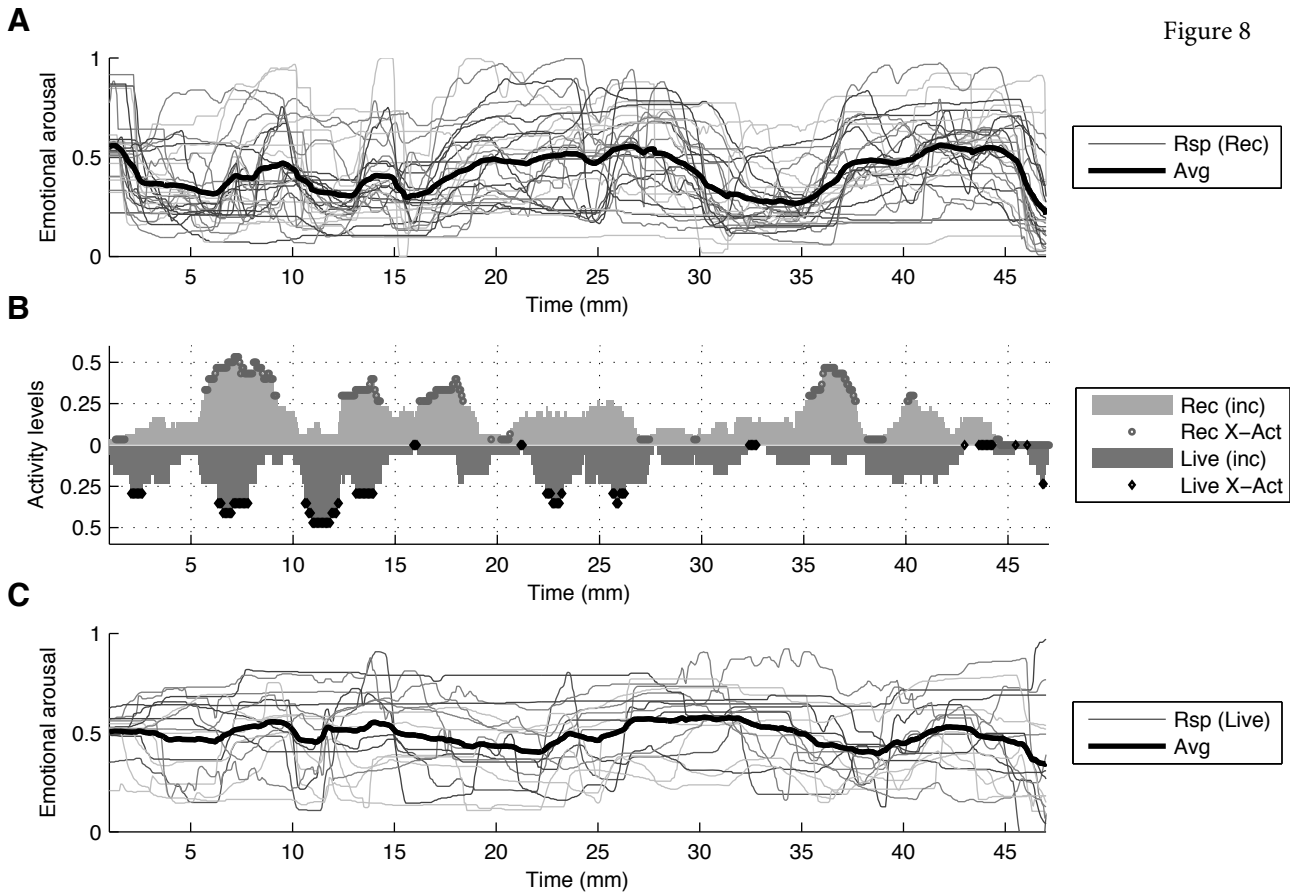 A
Figure 8
Emotional arousal
1
0.5
0
5 10 15 20 25 30 35 40 45
Time (mm)
Rsp (Rec)
Avg
B
Activity levels
0.5
0.25
0
0.25
0.5
5 10 15 20 25 30 35 40 45
Time (mm)
Rec (inc)
Rec X−Act
Live (inc)
Live X−Act
C
Emotional arousal
1
0.5
0
5 10 15 20 25 30 35 40 45
Time (mm)
Rsp (Live)
Avg